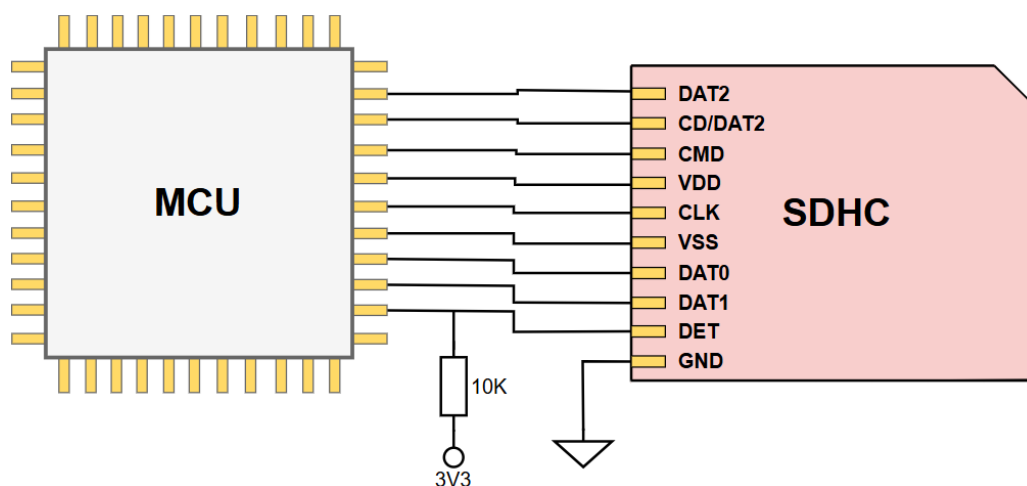 MCU
SDHC
DAT2
CD/DAT2
CMD
VDD
CLK
VSS
DAT0
DAT1
DET
GND
10K
3V3